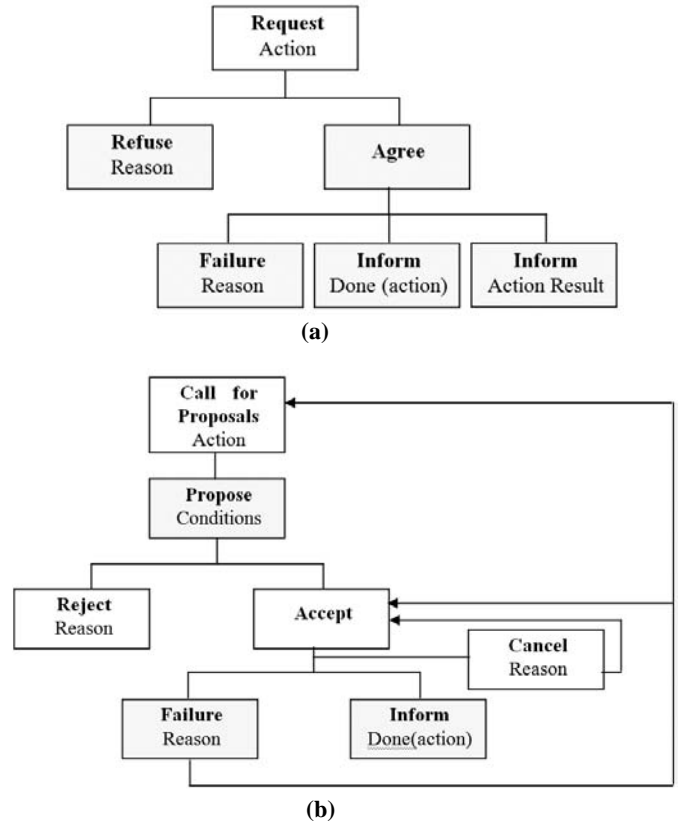 Request
Action
Refuse
Reason
Agree
Failure
Reason
Inform
Done (action)
Inform
Action Result
(a)
Call for
Proposals
Action
Propose
Conditions
Reject
Reason
Accept
Cancel
Reason
Failure
Reason
Inform
Done(action)
(b)